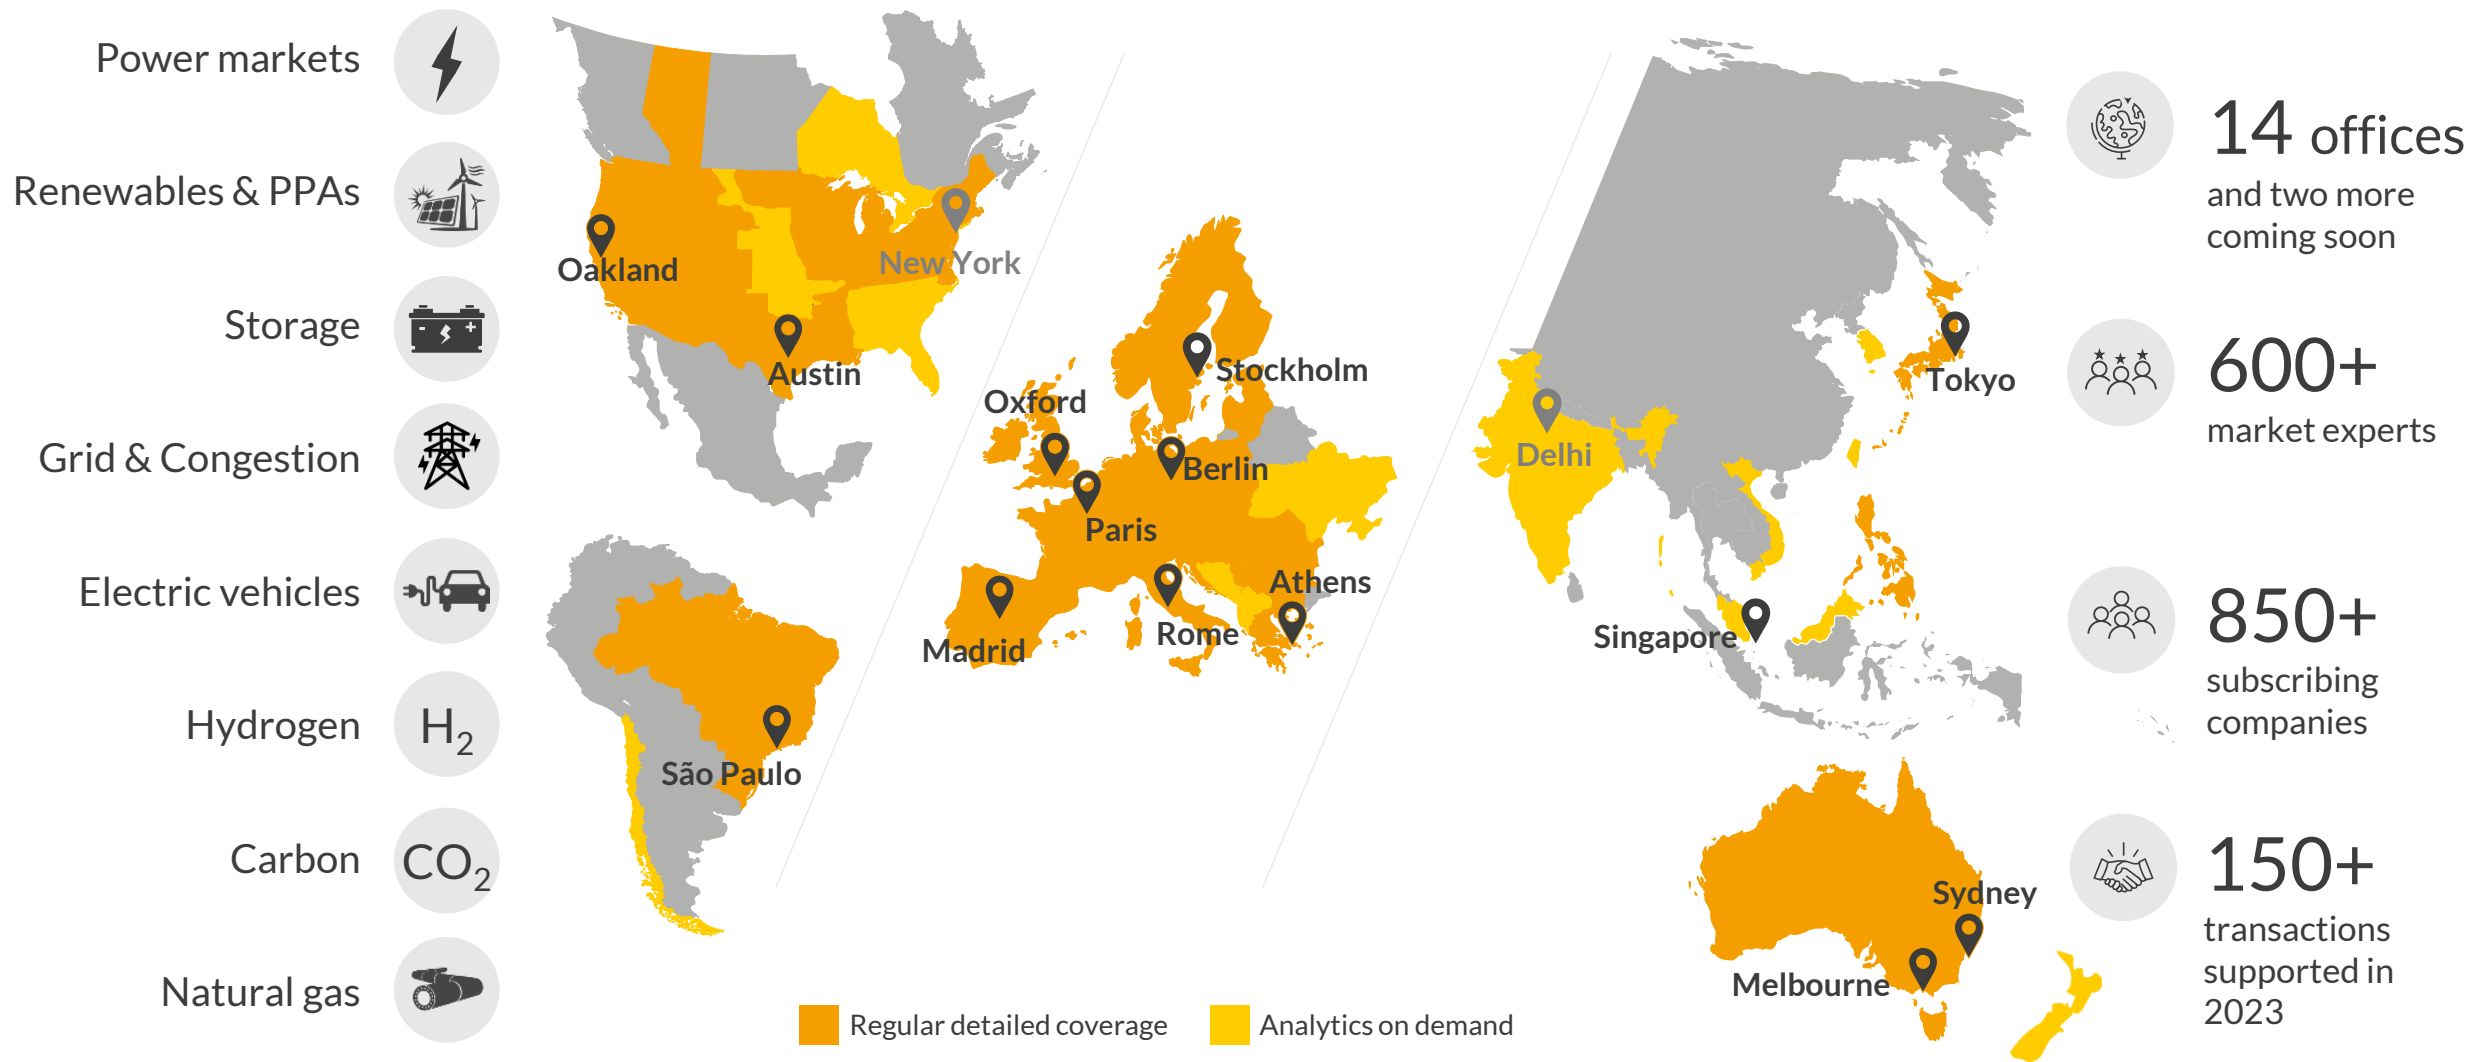 Power markets
Renewables & PPAs
Storage
Grid & Congestion
Electric vehicles
Hydrogen
H₂
Carbon
CO₂
Natural gas
Oakland
New York
Austin
São Paulo
Oxford
Stockholm
Berlin
Paris
Madrid
Rome
Athens
Delhi
Tokyo
Singapore
Sydney
Melbourne
Regular detailed coverage
Analytics on demand
14 offices
and two more
coming soon
600+
market experts
850+
subscribing
companies
150+
transactions
supported in
2023